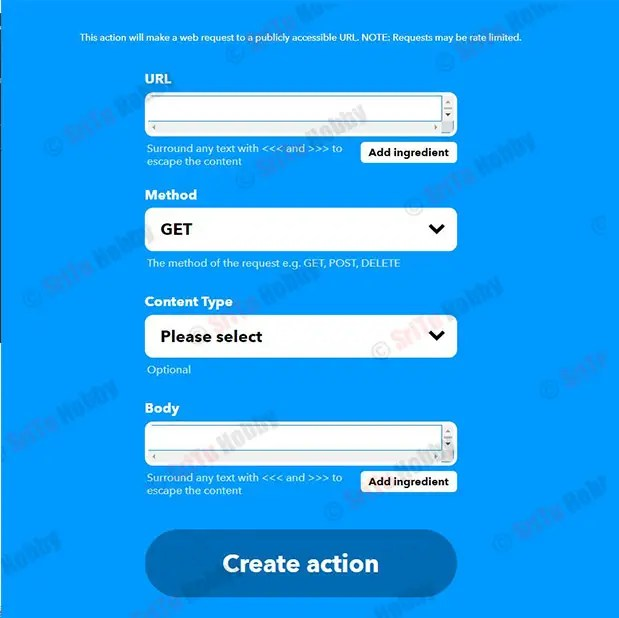 This action will make a web request to a publicly accessible URL. NOTE: Requests may be rate limited.
URL
Surround any text with <<< and >>> to
escape the content
Add ingredient
Method
GET
The method of the request e.g. GET, POST, DELETE
Content Type
Please select
Optional
Body
Surround any text with <<< and >>> to
escape the content
Add ingredient
Create action
© SriTu Hobby